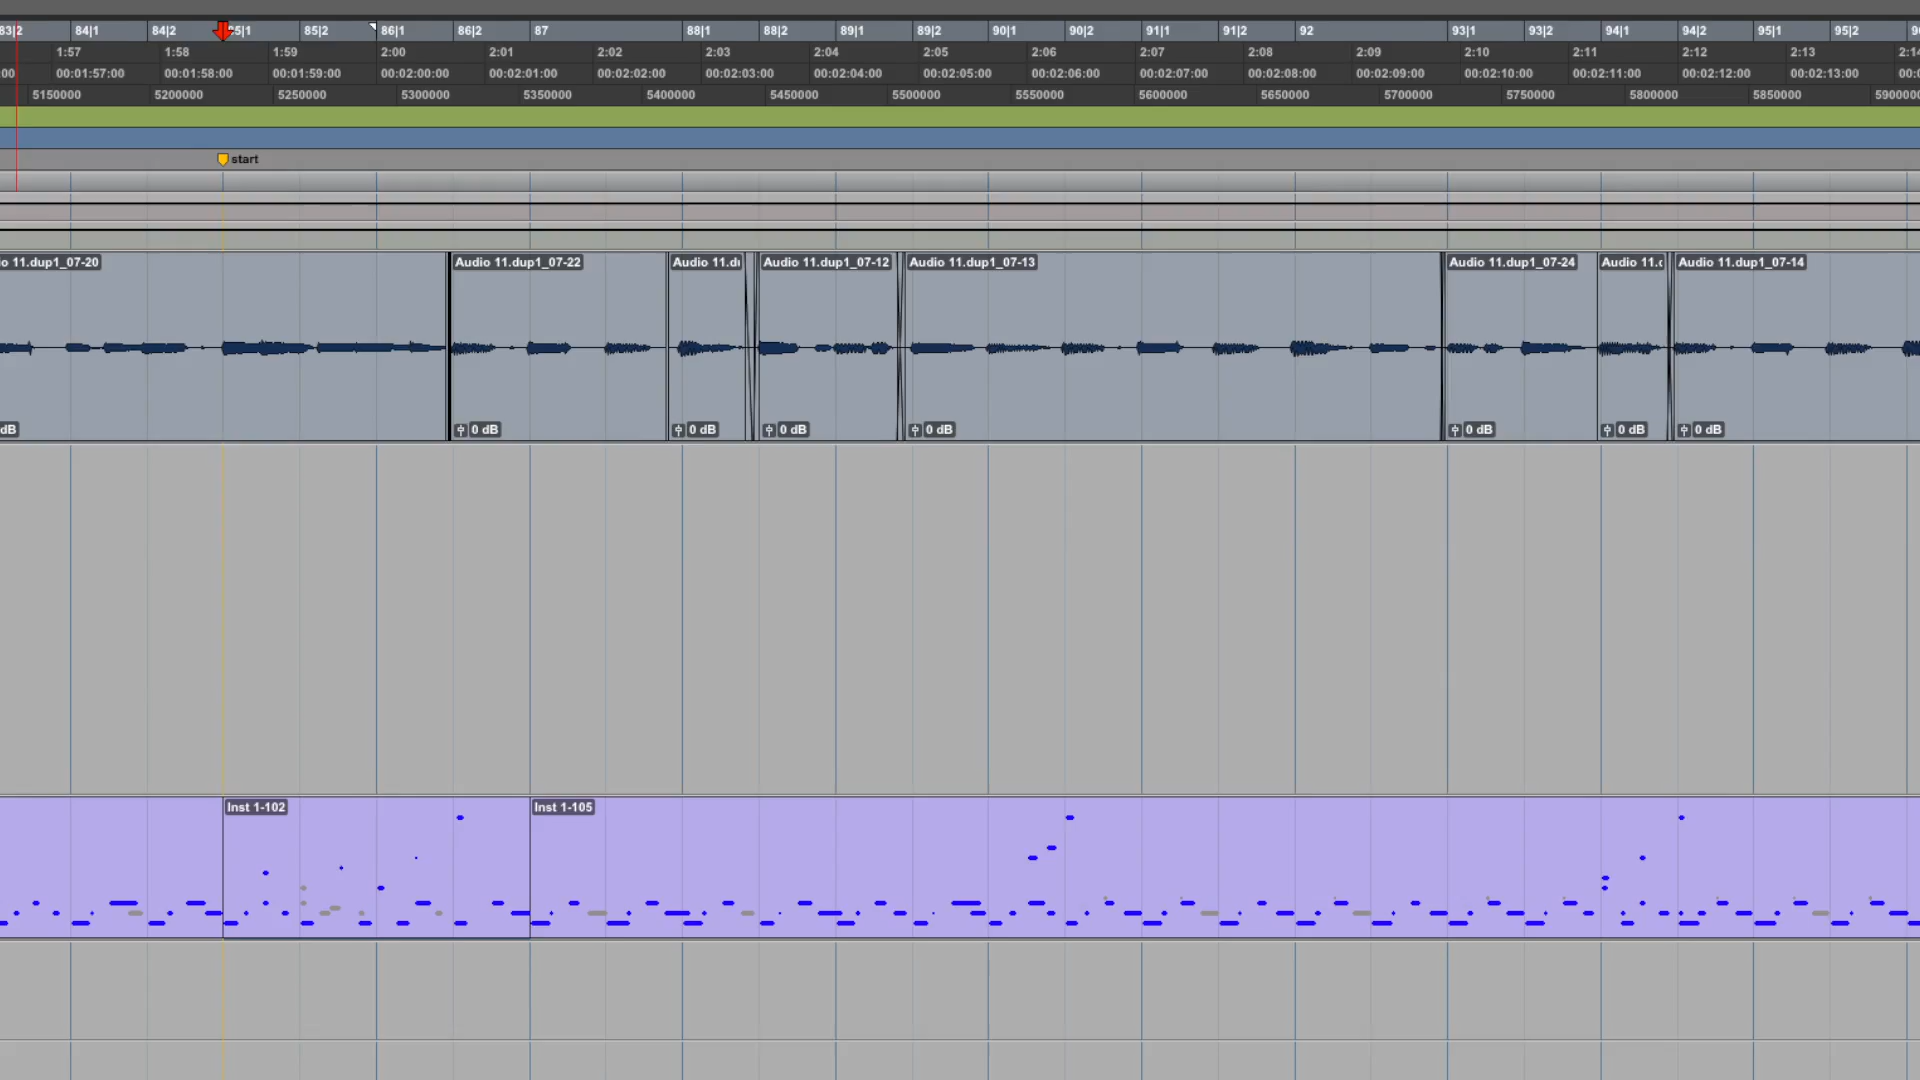 83|2 84|1 84|2 85|1 85|2 86|1 86|2 87 88|1 88|2 89|1 89|2 90|1 90|2 91|1 91|2 92 93|1 93|2 94|1 94|2 95|1 95|2
1:57 1:58 1:59 2:00 2:01 2:02 2:03 2:04 2:05 2:06 2:07 2:08 2:09 2:10 2:11 2:12 2:13 2:14
:00 00:01:57:00 00:01:58:00 00:01:59:00 00:02:00:00 00:02:01:00 00:02:02:00 00:02:03:00 00:02:04:00 00:02:05:00 00:02:06:00 00:02:07:00 00:02:08:00 00:02:09:00 00:02:10:00 00:02:11:00 00:02:12:00 00:02:13:00 00:
5150000 5200000 5250000 5300000 5350000 5400000 5450000 5500000 5550000 5600000 5650000 5700000 5750000 5800000 5850000 5900000
start
io 11.dup1_07-20 Audio 11.dup1_07-22 Audio 11.d Audio 11.dup1_07-12 Audio 11.dup1_07-13 Audio 11.dup1_07-24 Audio 11. Audio 11.dup1_07-14
dB 0 dB 0 dB 0 dB 0 dB 0 dB 0 dB 0 dB
Inst 1-102 Inst 1-105